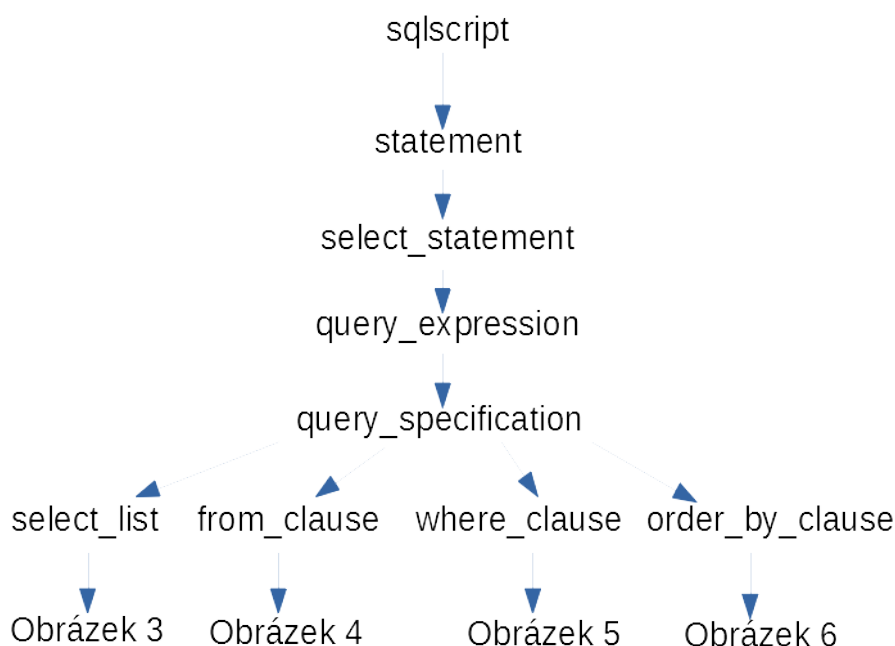 sqlscript
statement
select_statement
query_expression
query_specification
select_list from_clause where_clause order_by_clause
Obrázek 3 Obrázek 4 Obrázek 5 Obrázek 6